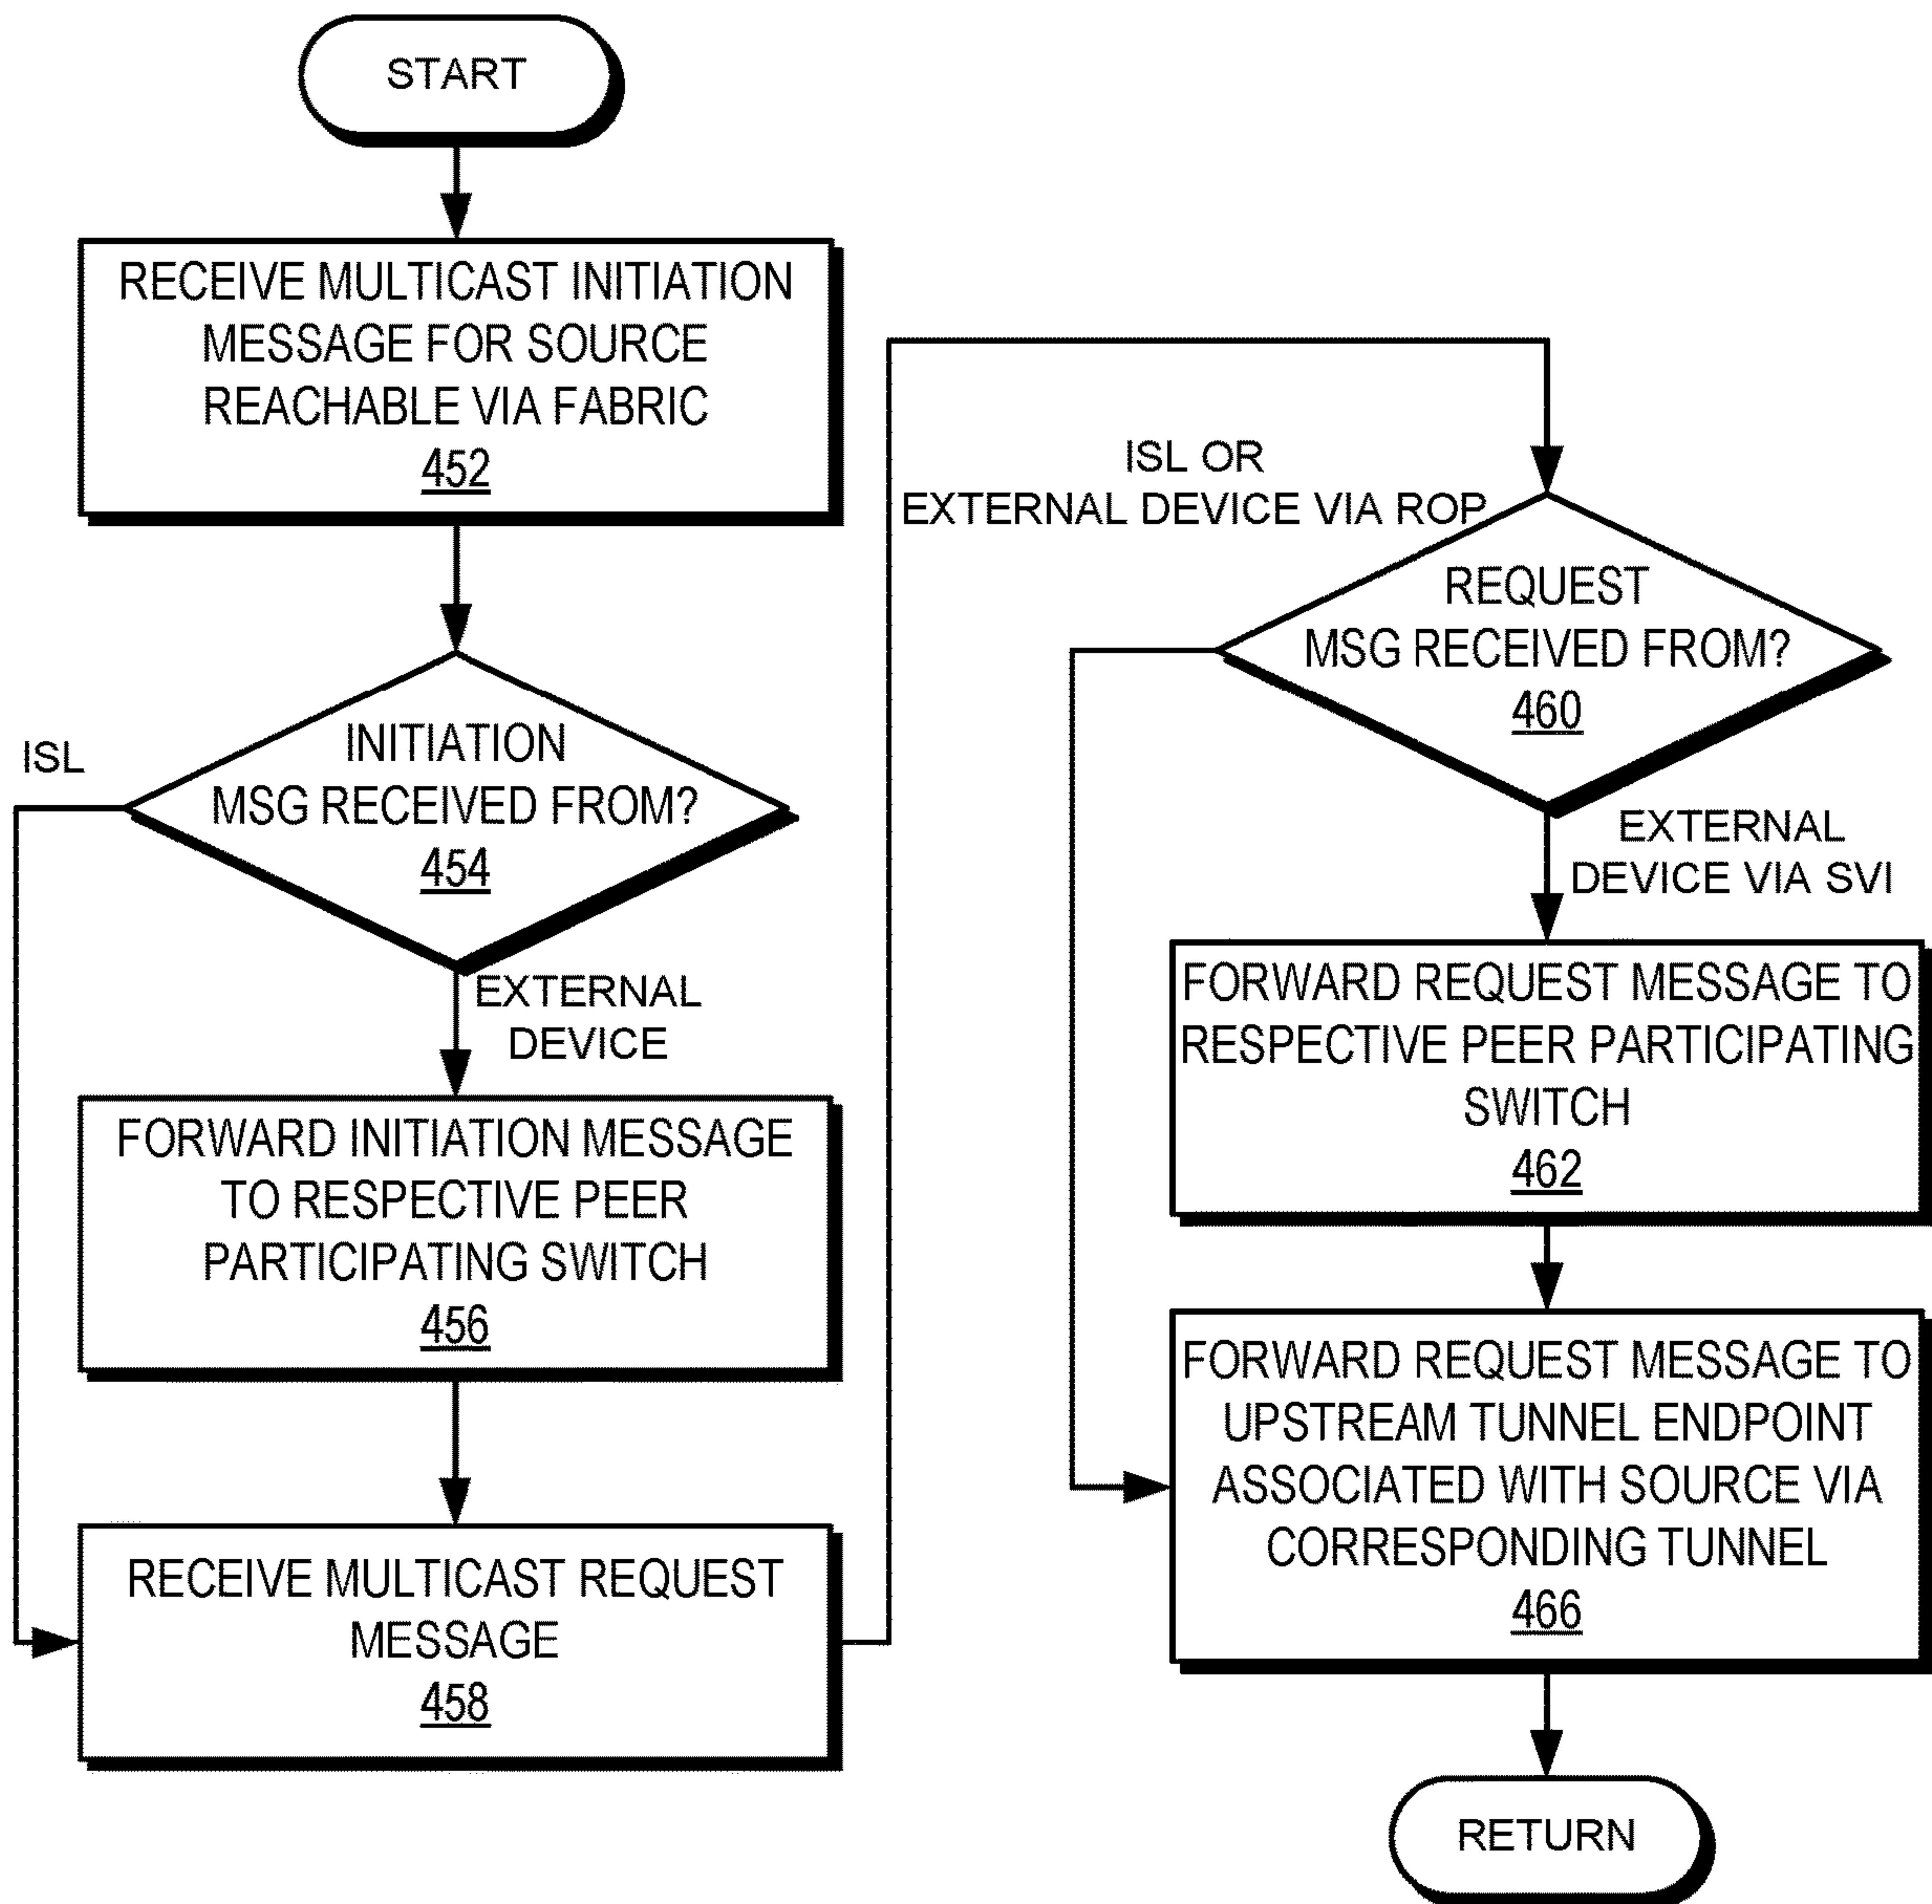 START
RECEIVE MULTICAST INITIATION
MESSAGE FOR SOURCE
REACHABLE VIA FABRIC
452
INITIATION
MSG RECEIVED FROM?
454
ISL
EXTERNAL
DEVICE
FORWARD INITIATION MESSAGE
TO RESPECTIVE PEER
PARTICIPATING SWITCH
456
RECEIVE MULTICAST REQUEST
MESSAGE
458
ISL OR
EXTERNAL DEVICE VIA ROP
REQUEST
MSG RECEIVED FROM?
460
EXTERNAL
DEVICE VIA SVI
FORWARD REQUEST MESSAGE TO
RESPECTIVE PEER PARTICIPATING
SWITCH
462
FORWARD REQUEST MESSAGE TO
UPSTREAM TUNNEL ENDPOINT
ASSOCIATED WITH SOURCE VIA
CORRESPONDING TUNNEL
466
RETURN